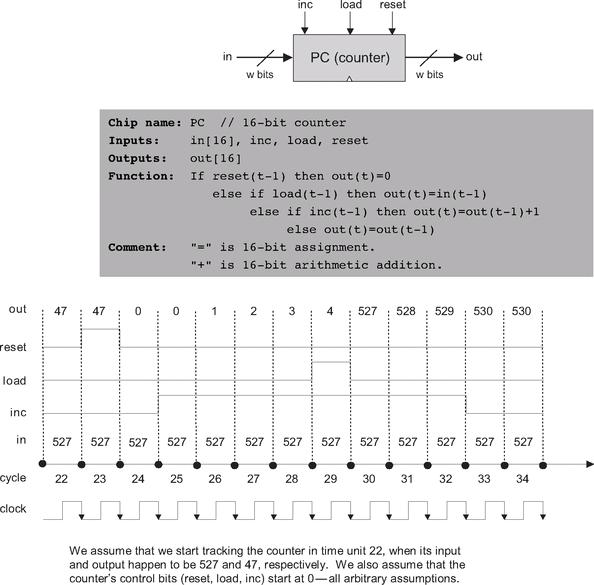 inc load reset
in PC (counter) out
w bits w bits
Chip name: PC // 16-bit counter
Inputs: in[16], inc, load, reset
Outputs: out[16]
Function: If reset(t-1) then out(t)=0
else if load(t-1) then out(t)=in(t-1)
else if inc(t-1) then out(t)=out(t-1)+1
else out(t)=out(t-1)
Comment: "=" is 16-bit assignment.
"+" is 16-bit arithmetic addition.
out 47 47 0 0 1 2 3 4 527 528 529 530 530
reset
load
inc
in 527 527 527 527 527 527 527 527 527 527 527 527 527
cycle 22 23 24 25 26 27 28 29 30 31 32 33 34
clock
We assume that we start tracking the counter in time unit 22, when its input
and output happen to be 527 and 47, respectively. We also assume that the
counter's control bits (reset, load, inc) start at 0—all arbitrary assumptions.